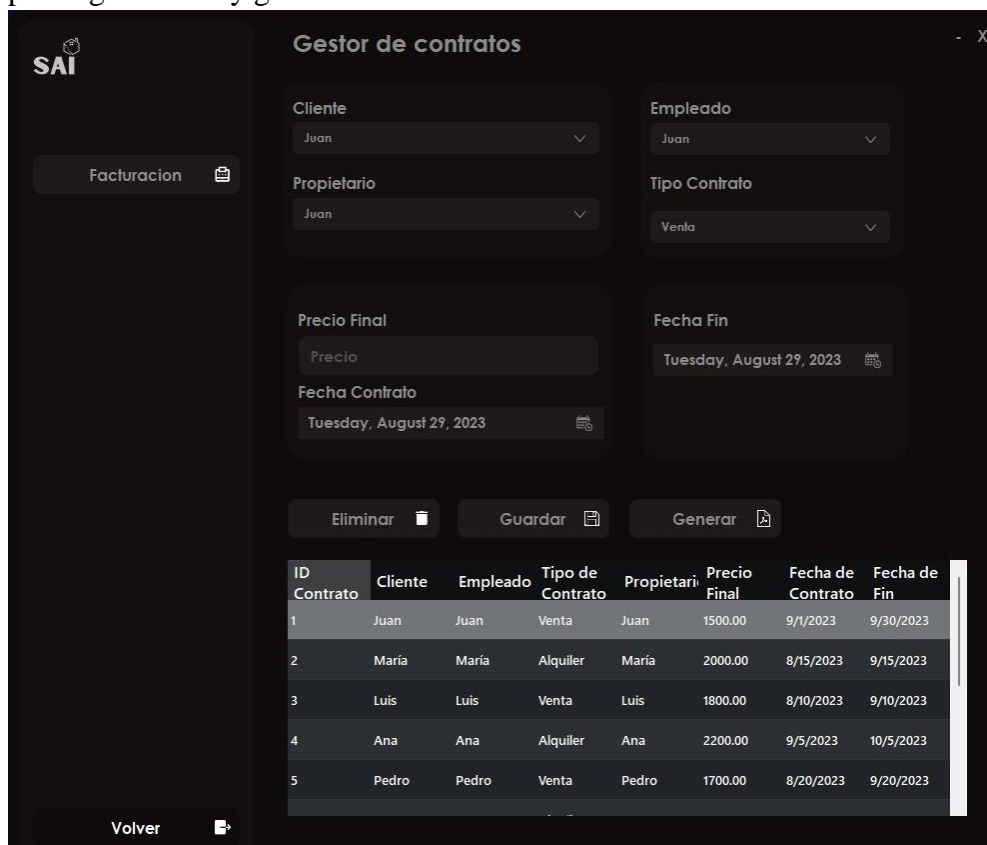 SAI
Gestor de contratos
- X
Facturacion
Cliente
Juan
Propietario
Juan
Empleado
Juan
Tipo Contrato
Venta
Precio Final
Precio
Fecha Contrato
Tuesday, August 29, 2023
Fecha Fin
Tuesday, August 29, 2023
Eliminar Guardar Generar
ID Contrato Cliente Empleado Tipo de Contrato Propietari Precio Final Fecha de Contrato Fecha de Fin
1 Juan Juan Venta Juan 1500.00 9/1/2023 9/30/2023
2 María María Alquiler María 2000.00 8/15/2023 9/15/2023
3 Luis Luis Venta Luis 1800.00 8/10/2023 9/10/2023
4 Ana Ana Alquiler Ana 2200.00 9/5/2023 10/5/2023
5 Pedro Pedro Venta Pedro 1700.00 8/20/2023 9/20/2023
Volver